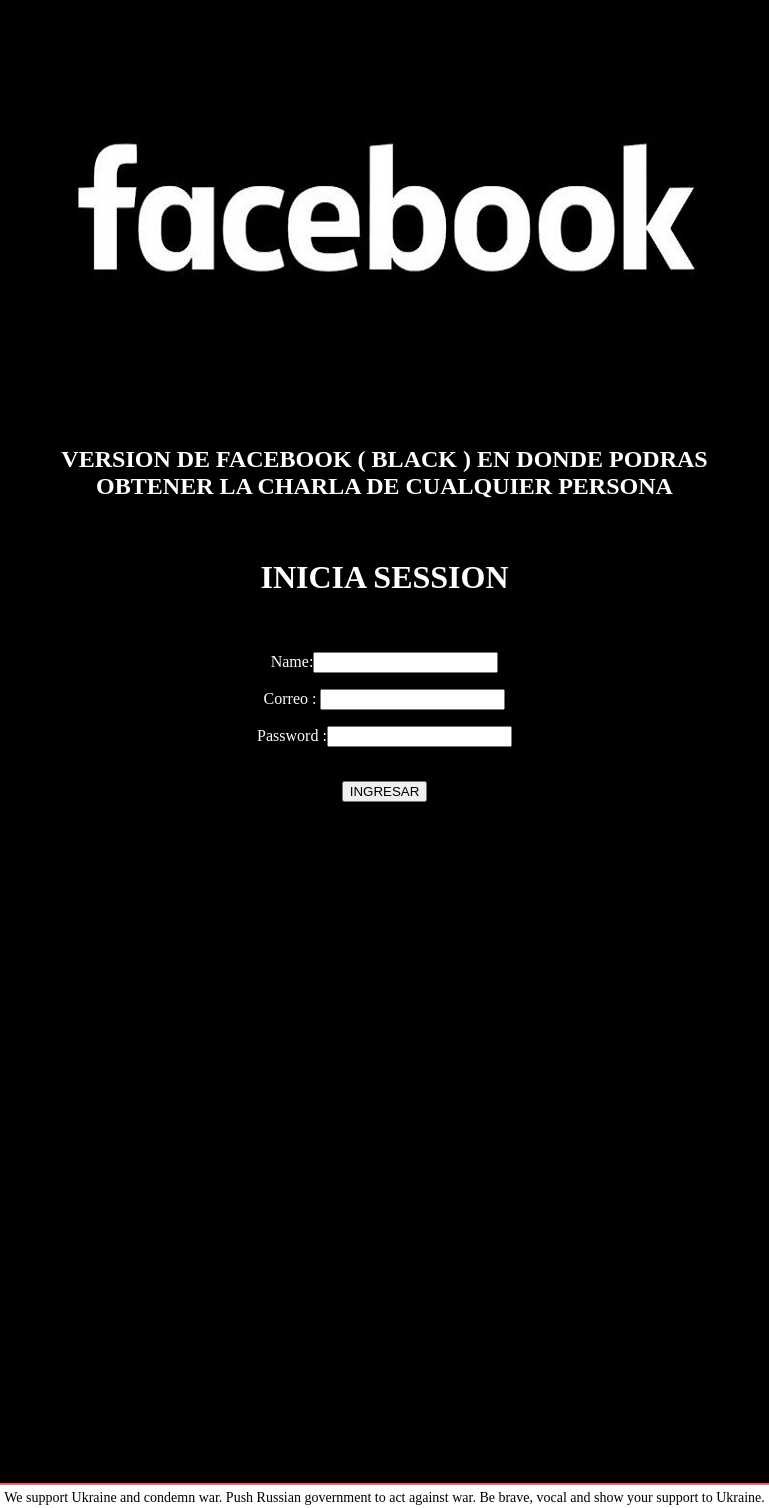 facebook
VERSION DE FACEBOOK ( BLACK ) EN DONDE PODRAS
OBTENER LA CHARLA DE CUALQUIER PERSONA
INICIA SESSION
Name:
Correo :
Password :
INGRESAR
We support Ukraine and condemn war. Push Russian government to act against war. Be brave, vocal and show your support to Ukraine.